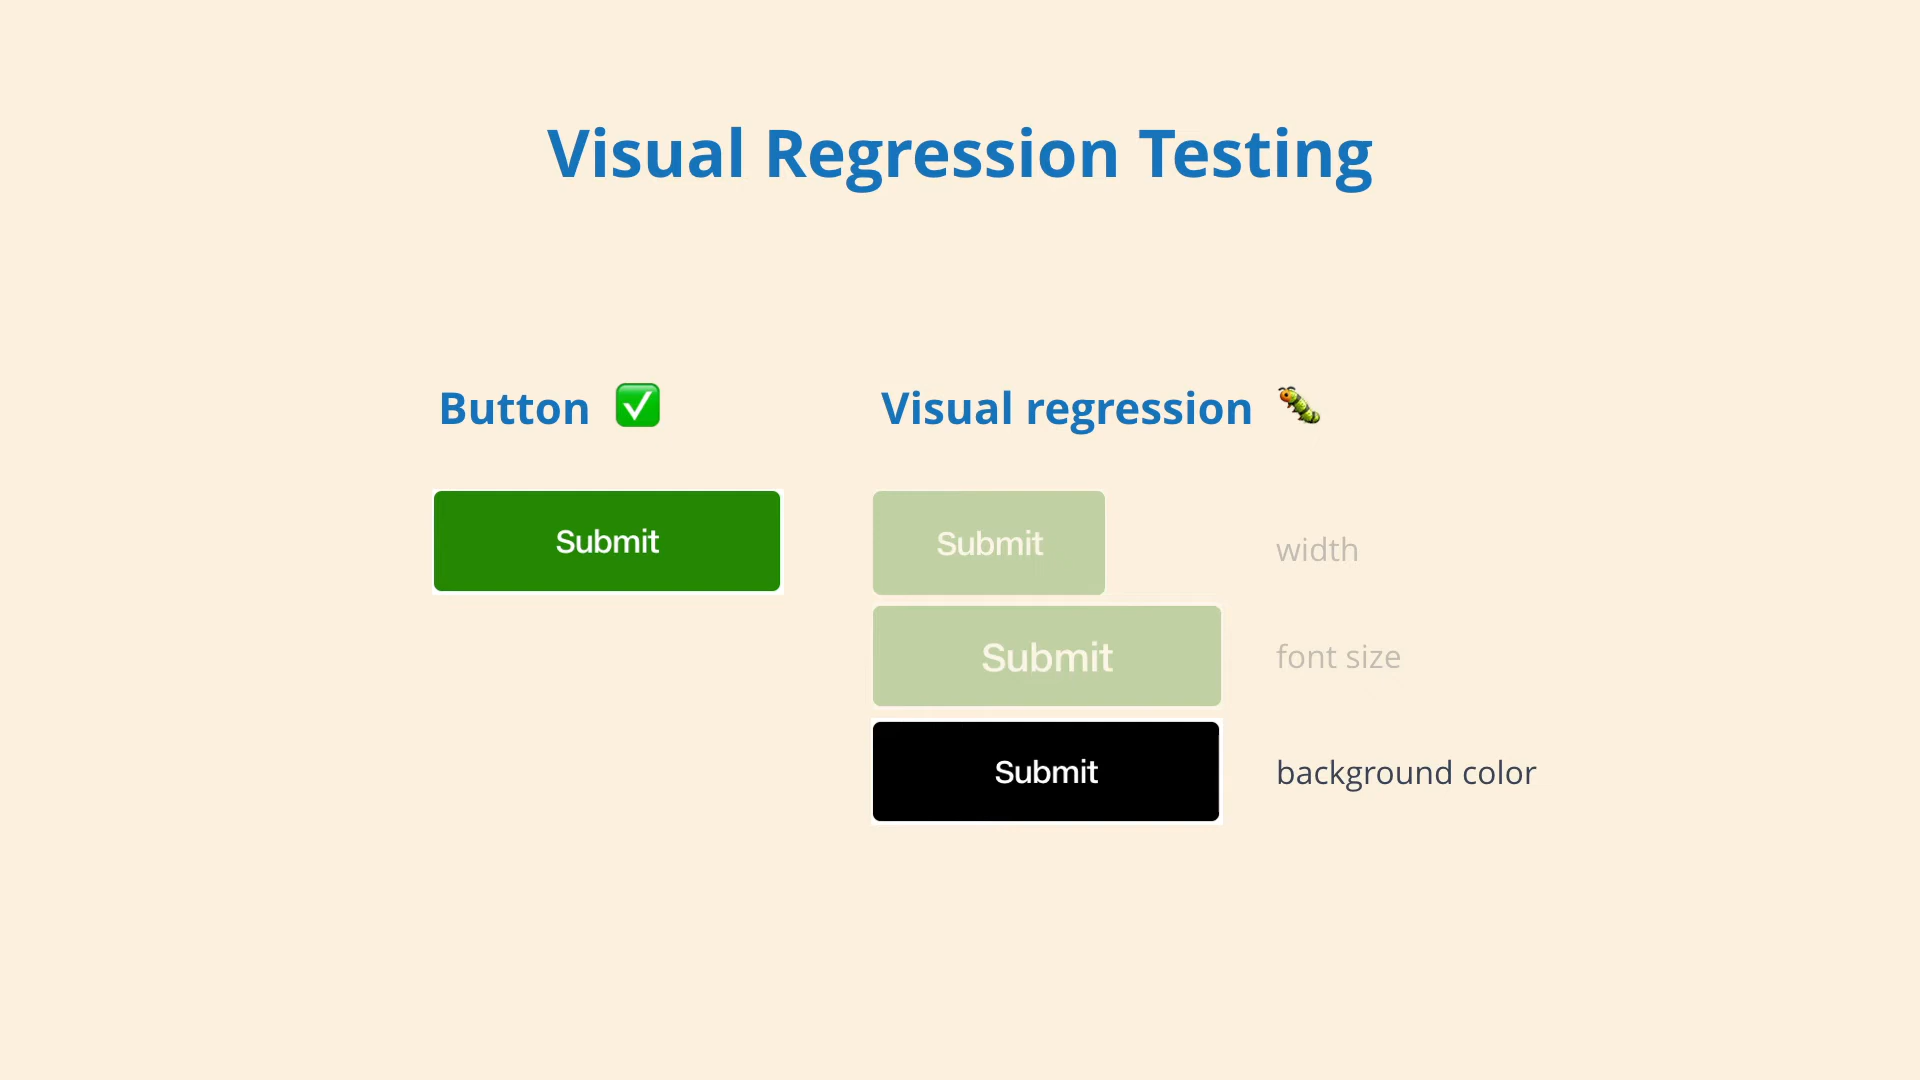 Visual Regression Testing
Button
Visual regression
Submit
Submit
width
Submit
font size
Submit
background color